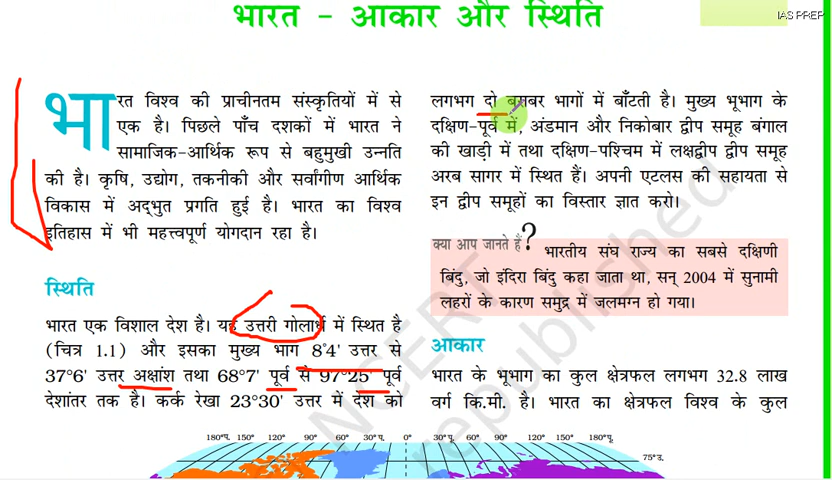 भारत - आकार और स्थिति
IAS PREP
भारत विश्व की प्राचीनतम संस्कृतियों में से
एक है। पिछले पाँच दशकों में भारत ने
सामाजिक-आर्थिक रूप से बहुमुखी उन्नति
की है। कृषि, उद्योग, तकनीकी और सर्वांगीण आर्थिक
विकास में अद्‌भुत प्रगति हुई है। भारत का विश्व
इतिहास में भी महत्त्वपूर्ण योगदान रहा है।
स्थिति
भारत एक विशाल देश है। यह उत्तरी गोलार्ध में स्थित है
(चित्र 1.1) और इसका मुख्य भाग 8°4' उत्तर से
37°6' उत्तर अक्षांश तथा 68°7' पूर्व से 97°25' पूर्व
देशांतर तक है। कर्क रेखा 23°30' उत्तर में देश को
लगभग दो बराबर भागों में बाँटती है। मुख्य भूभाग के
दक्षिण-पूर्व में, अंडमान और निकोबार द्वीप समूह बंगाल
की खाड़ी में तथा दक्षिण-पश्चिम में लक्षद्वीप द्वीप समूह
अरब सागर में स्थित हैं। अपनी एटलस की सहायता से
इन द्वीप समूहों का विस्तार ज्ञात करो।
क्या आप जानते हैं?
भारतीय संघ राज्य का सबसे दक्षिणी
बिंदु, जो इंदिरा बिंदु कहा जाता था, सन् 2004 में सुनामी
लहरों के कारण समुद्र में जलमग्न हो गया।
आकार
भारत के भूभाग का कुल क्षेत्रफल लगभग 32.8 लाख
वर्ग कि.मी. है। भारत का क्षेत्रफल विश्व के कुल
NCERT
republished
180°प. 150° 120° 90° 60° 30°प. 0° 30°पू. 60° 90° 120° 150° 180°पू.
75°उ.